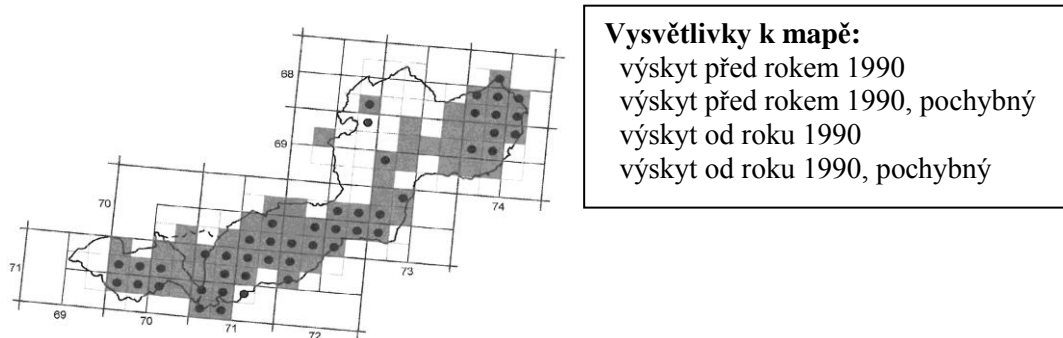 Vysvětlivky k mapě:
výskyt před rokem 1990
výskyt před rokem 1990, pochybný
výskyt od roku 1990
výskyt od roku 1990, pochybný
68
69
74
70
73
71
69
70
71
72